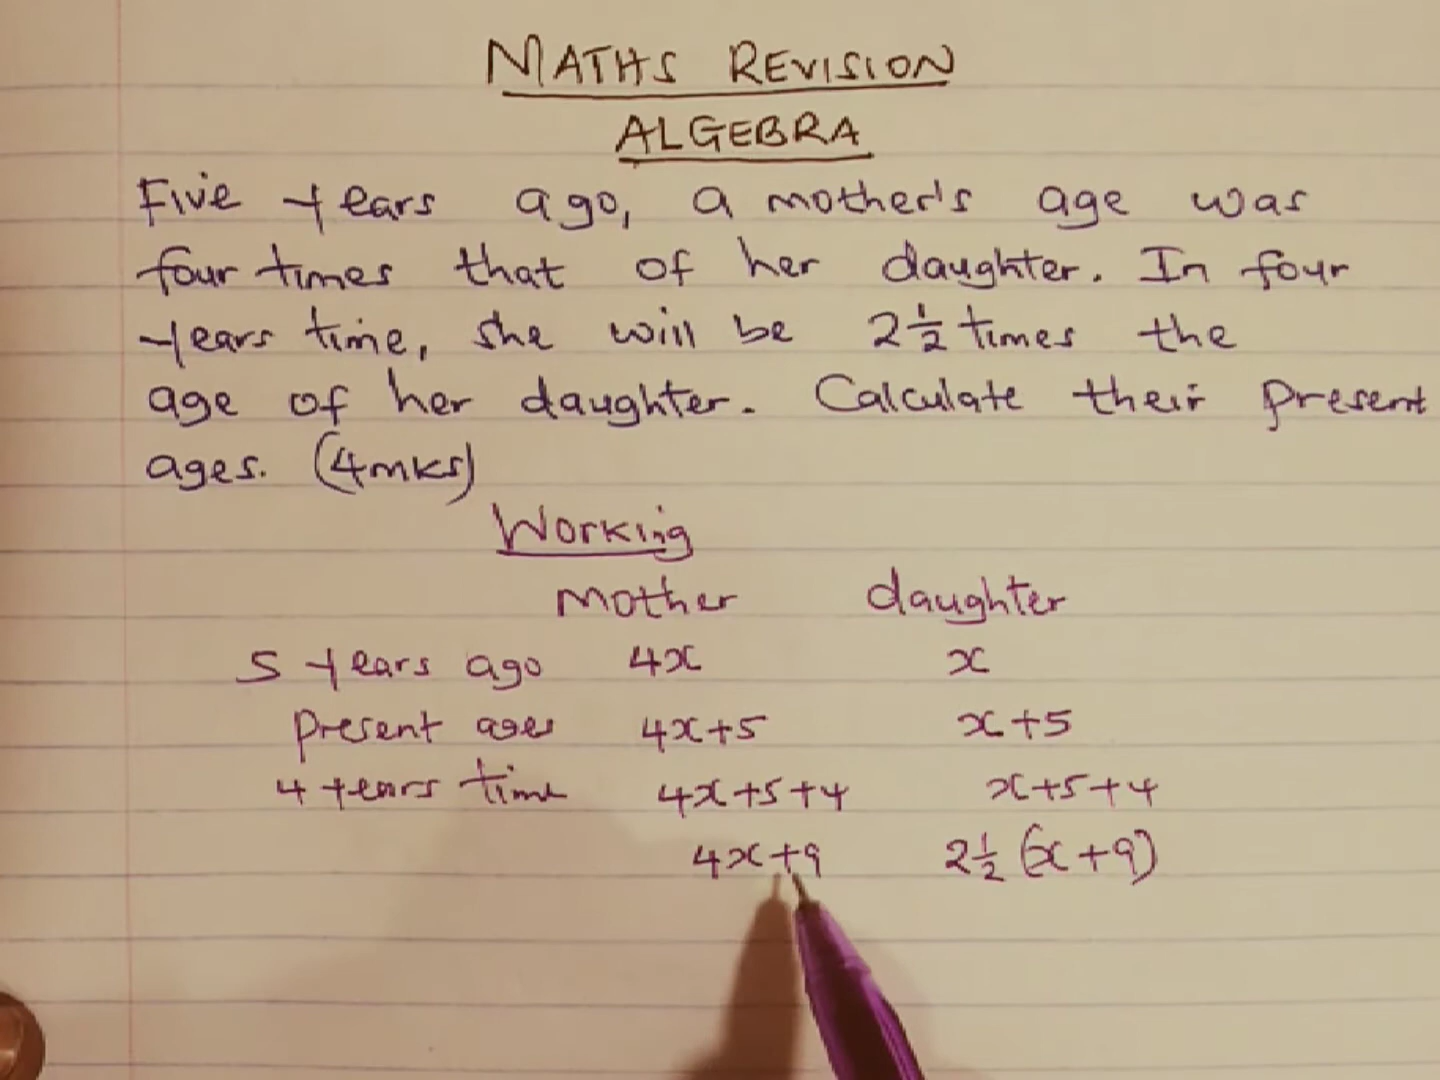 MATHS REVISION
ALGEBRA
Five years ago, a mother's age was
four times that of her daughter. In four
years time, she will be 2½ times the
age of her daughter. Calculate their present
ages. (4mks)
Working
Mother daughter
5 years ago 4x x
present ages 4x+5 x+5
4 years time 4x+5+4 x+5+4
4x+9 2½(x+9)